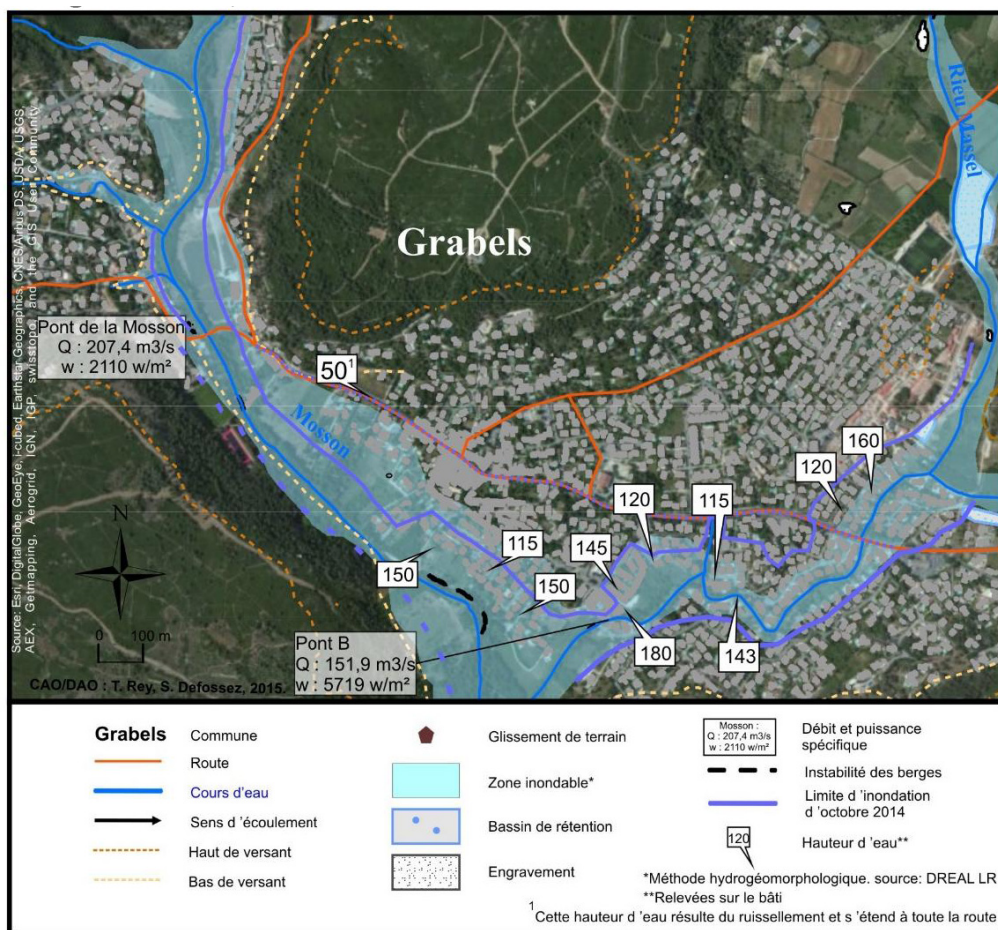 Source: Esri, DigitalGlobe, GeoEye, i-cubed, Earthstar Geographics, (CNES/Airbus DS, USDA, USGS,
AEX, Getmapping, Aerogrid, IGN, IGP, swisstopo, and the GIS User Community
Rieu Massel
Grabels
Pont de la Mosson
Q : 207,4 m3/s
w : 2110 w/m²
50¹
Mosson
160
120
120
115
115
145
150
150
180
143
N
0 100 m
Pont B
Q : 151,9 m3/s
w : 5719 w/m²
CAO/DAO : T. Rey, S. Defossez, 2015.
Grabels Commune
Route
Cours d'eau
Sens d 'écoulement
Haut de versant
Bas de versant
Glissement de terrain
Zone inondable*
Bassin de rétention
Engravement
Mosson :
Q : 207,4 m3/s
w : 2110 w/m²
Débit et puissance
spécifique
Instabilité des berges
Limite d 'inondation
d 'octobre 2014
120
Hauteur d 'eau**
*Méthode hydrogéomorphologique. source: DREAL LR
**Relevées sur le bâti
¹Cette hauteur d 'eau résulte du ruissellement et s 'étend à toute la route